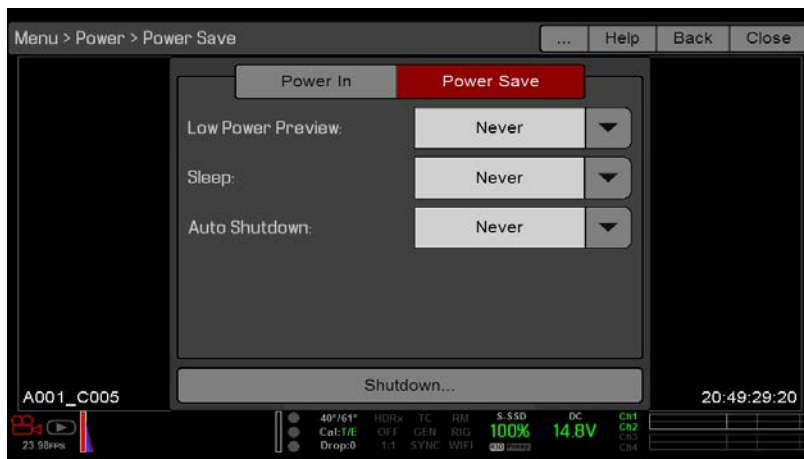 Menu > Power > Power Save ... Help Back Close
Power In Power Save
Low Power Preview: Never
Sleep: Never
Auto Shutdown: Never
Shutdown...
A001_C005 20:49:29:20
40°/61° HDRx TC RM S-SSD DC Ch1
Cal:T/E OFF GEN RIG 100% 14.8V Ch2
Drop:0 1:1 SYNC WIFI Ch3
23.98FPS Ch4